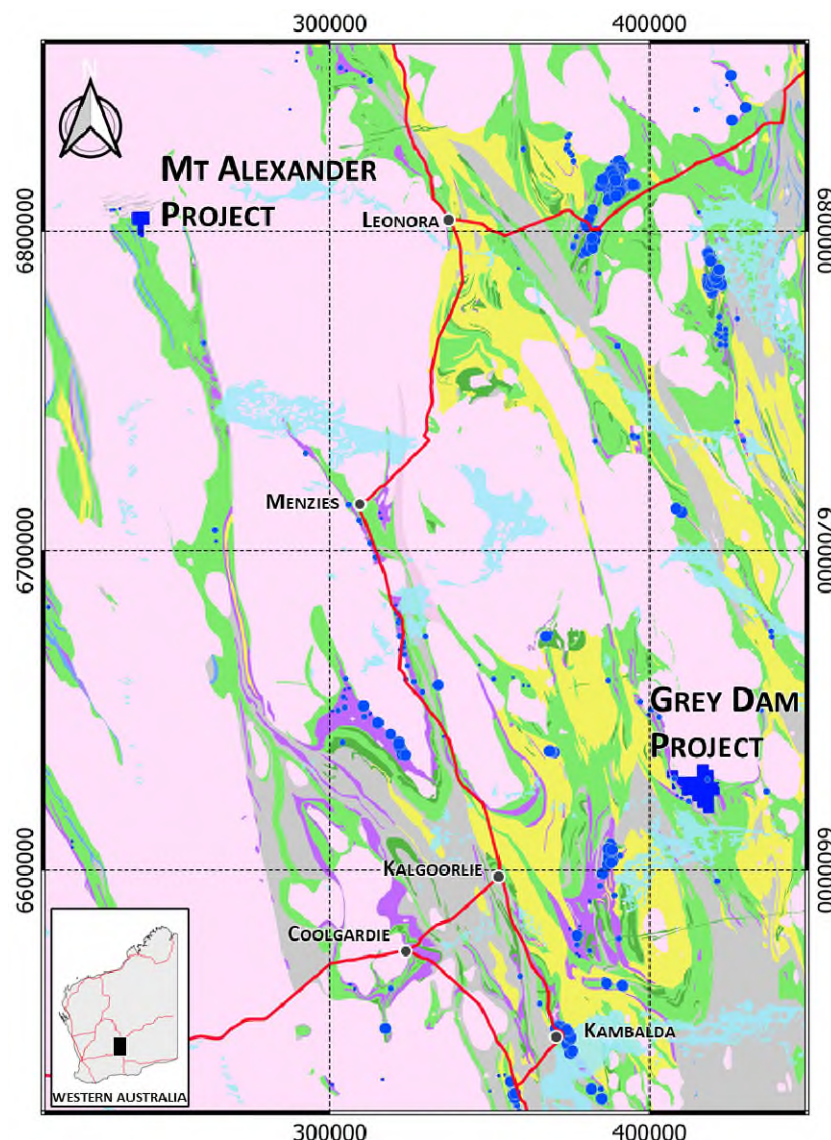 300000
400000
N
MT ALEXANDER
PROJECT
LEONORA
6800000
6800000
MENZIES
6700000
6700000
GREY DAM
PROJECT
6600000
6600000
KALGOORLIE
COOLGARDIE
KAMBALDA
WESTERN AUSTRALIA
300000
400000